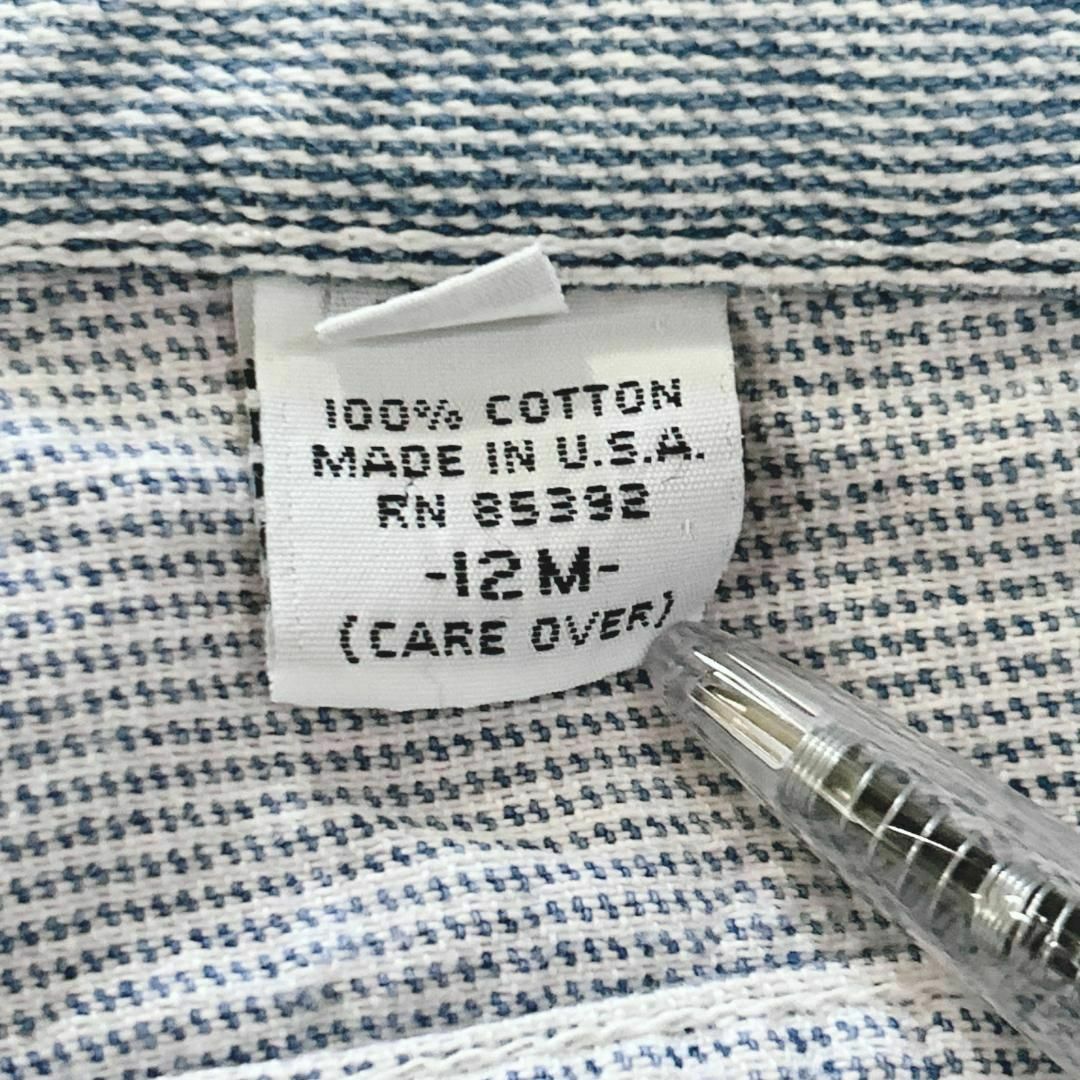 100% COTTON
MADE IN U.S.A.
RN 85392
-12M-
(CARE OVER)